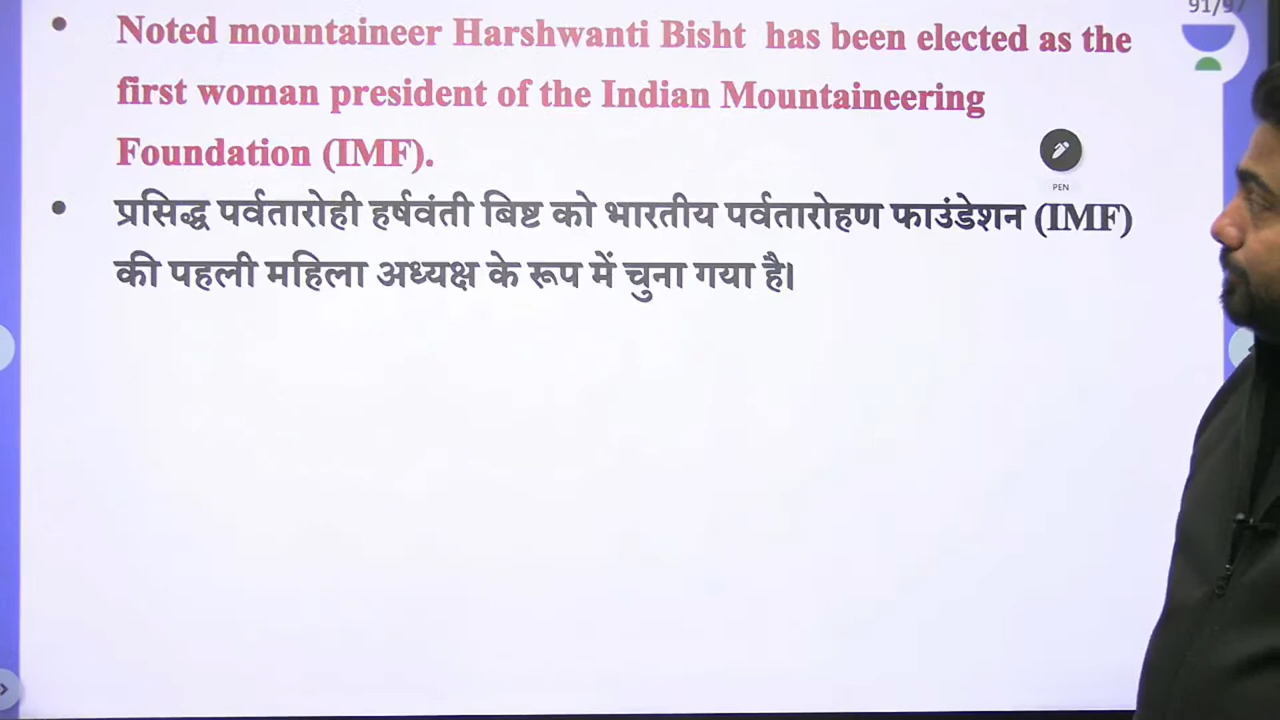 91/97
Noted mountaineer Harshwanti Bisht has been elected as the
first woman president of the Indian Mountaineering
Foundation (IMF).
PEN
प्रसिद्ध पर्वतारोही हर्षवंती बिष्ट को भारतीय पर्वतारोहण फाउंडेशन (IMF)
की पहली महिला अध्यक्ष के रूप में चुना गया है।